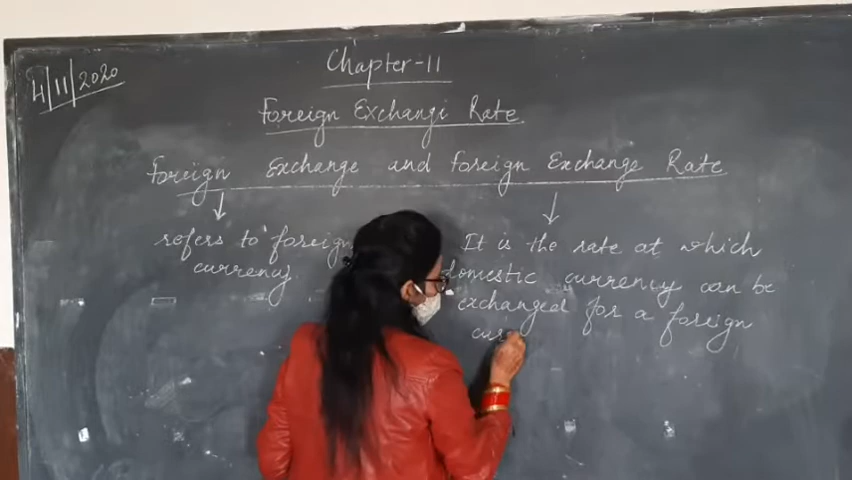 4/11/2020
Chapter-11
Foreign Exchange Rate
Foreign Exchange and Foreign Exchange Rate
refers to foreign
currency
It is the rate at which
domestic currency can be
exchanged for a foreign